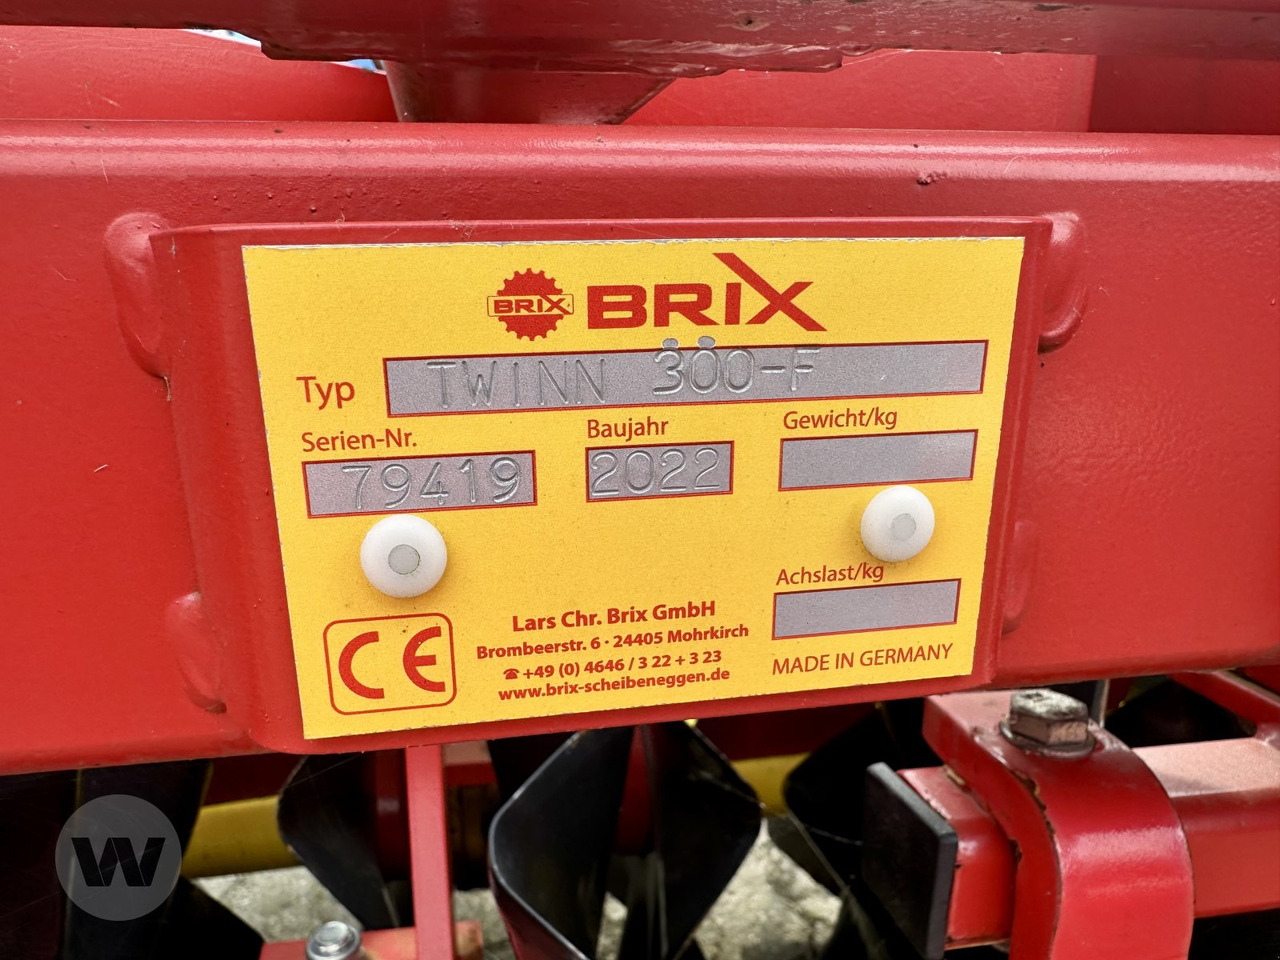 BRIX BRIX
Typ TWINN 300-F
Serien-Nr. Baujahr Gewicht/kg
79419 2022
Achslast/kg
CE
Lars Chr. Brix GmbH
Brombeerstr. 6 · 24405 Mohrkirch
☎ +49 (0) 4646 / 3 22 + 3 23
www.brix-scheibeneggen.de
MADE IN GERMANY
W